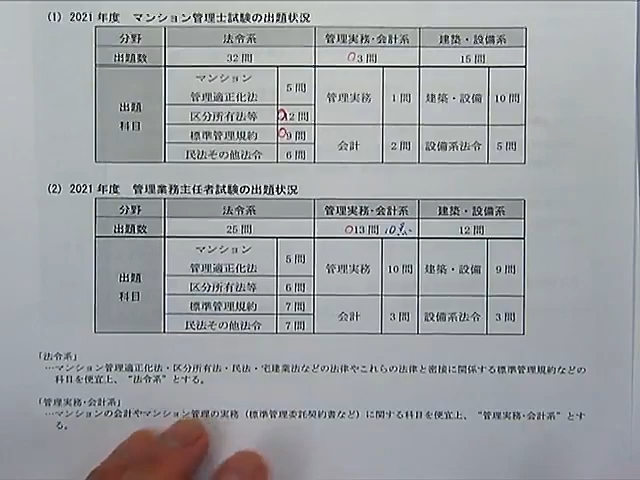 (1) 2021年度 マンション管理士試験の出題状況
分野 法令系 管理実務・会計系 建築・設備系
出題数 32問 3問 15問
出題科目
マンション管理適正化法 5問
区分所有法等 12問
標準管理規約 9問
民法その他法令 6問
管理実務 1問
会計 2問
建築・設備 10問
設備系法令 5問
(2) 2021年度 管理業務主任者試験の出題状況
分野 法令系 管理実務・会計系 建築・設備系
出題数 25問 13問 10点 12問
出題科目
マンション管理適正化法 5問
区分所有法等 6問
標準管理規約 7問
民法その他法令 7問
管理実務 10問
会計 3問
建築・設備 9問
設備系法令 3問
「法令系」
…マンション管理適正化法・区分所有法・民法・宅建業法などの法律やこれらの法律と密接に関係する標準管理規約などの
科目を便宜上、“法令系”とする。
「管理実務・会計系」
…マンションの会計やマンション管理の実務（標準管理委託契約書など）に関する科目を便宜上、“管理実務・会計系”とす
る。